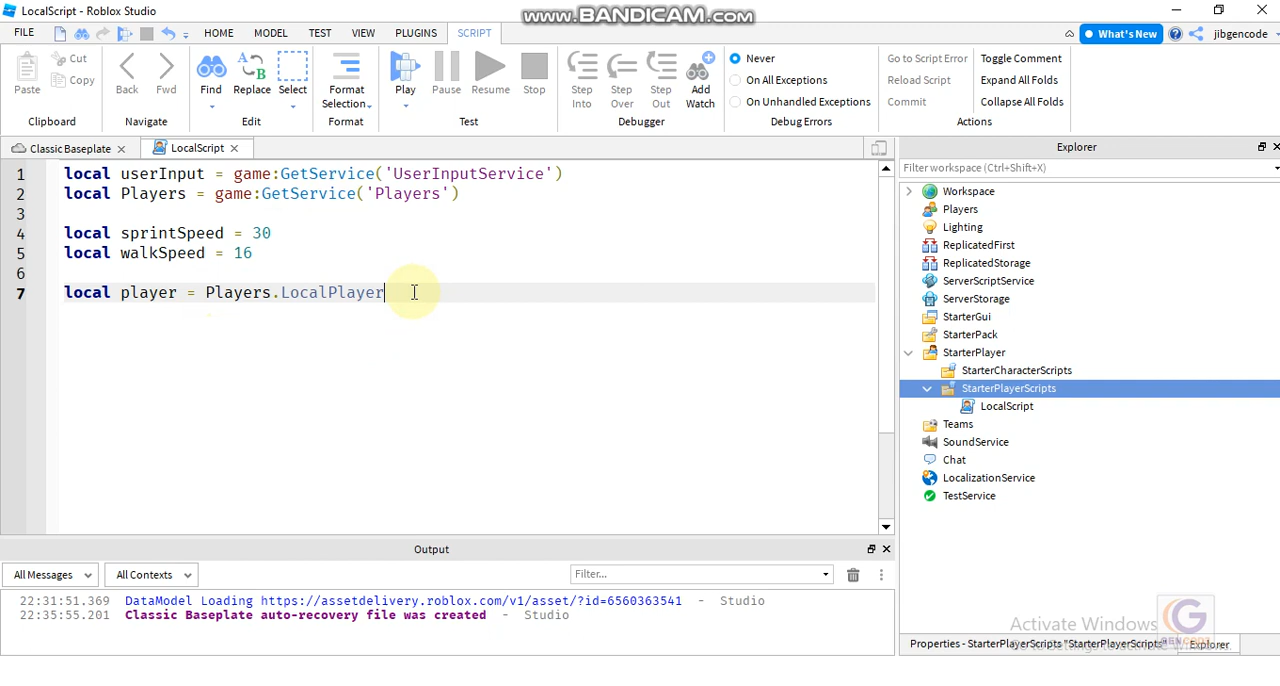 LocalScript - Roblox Studio
www.BANDICAM.com
FILE HOME MODEL TEST VIEW PLUGINS SCRIPT What's New jibgencode
Paste Cut Copy Back Fwd Find Replace Select Format Selection Play Pause Resume Stop Step Into Step Over Step Out Add Watch
Never
On All Exceptions
On Unhandled Exceptions
Go to Script Error
Reload Script
Commit
Toggle Comment
Expand All Folds
Collapse All Folds
Clipboard Navigate Edit Format Test Debugger Debug Errors Actions
Classic Baseplate LocalScript
1 local userInput = game:GetService('UserInputService')
2 local Players = game:GetService('Players')
3
4 local sprintSpeed = 30
5 local walkSpeed = 16
6
7 local player = Players.LocalPlayer
Explorer
Filter workspace (Ctrl+Shift+X)
Workspace
Players
Lighting
ReplicatedFirst
ReplicatedStorage
ServerScriptService
ServerStorage
StarterGui
StarterPack
StarterPlayer
StarterCharacterScripts
StarterPlayerScripts
LocalScript
Teams
SoundService
Chat
LocalizationService
TestService
Output
All Messages All Contexts Filter...
22:31:51.369 DataModel Loading https://assetdelivery.roblox.com/v1/asset/?id=6560363541 - Studio
22:35:55.201 Classic Baseplate auto-recovery file was created - Studio
Activate Windows
Properties - StarterPlayerScripts "StarterPlayerScripts" Explorer